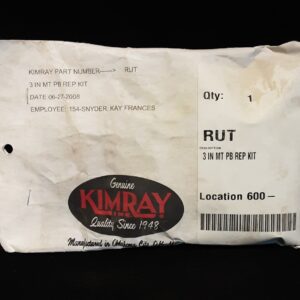 KIMRAY PART NUMBER-----> RUT
3 IN MT PB REP KIT
DATE 06-27-2008
EMPLOYEE: 154-SNYDER, KAY FRANCES
Genuine
KIMRAY
INC
Quality Since 1948
Manufactured in Oklahoma City,
Qty: 1
RUT
DESCRIPTION
3 IN MT PB REP KIT
Location 600-